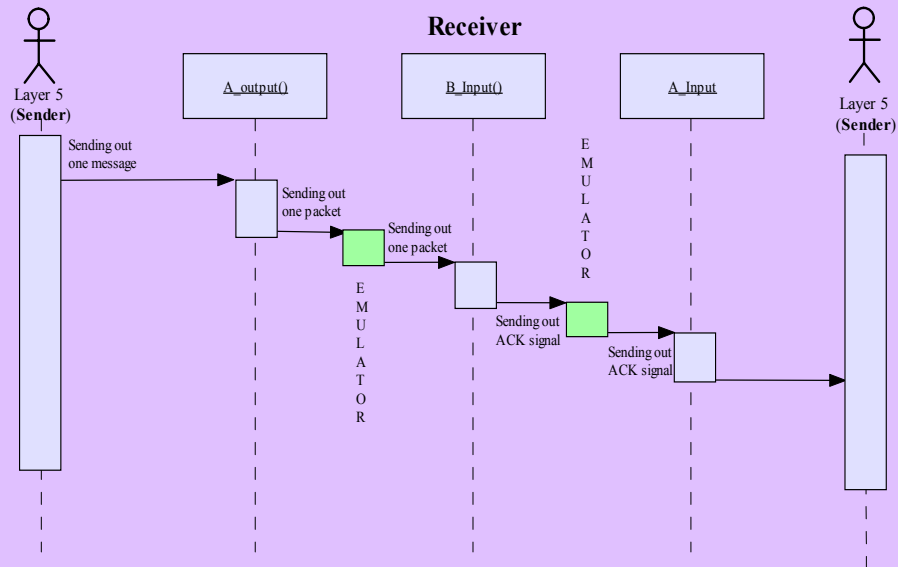 Receiver
Layer 5
(Sender)
A_output()
B_Input()
A_Input
Layer 5
(Sender)
Sending out
one message
Sending out
one packet
Sending out
one packet
E
M
U
L
A
T
O
R
E
M
U
L
A
T
O
R
Sending out
ACK signal
Sending out
ACK signal